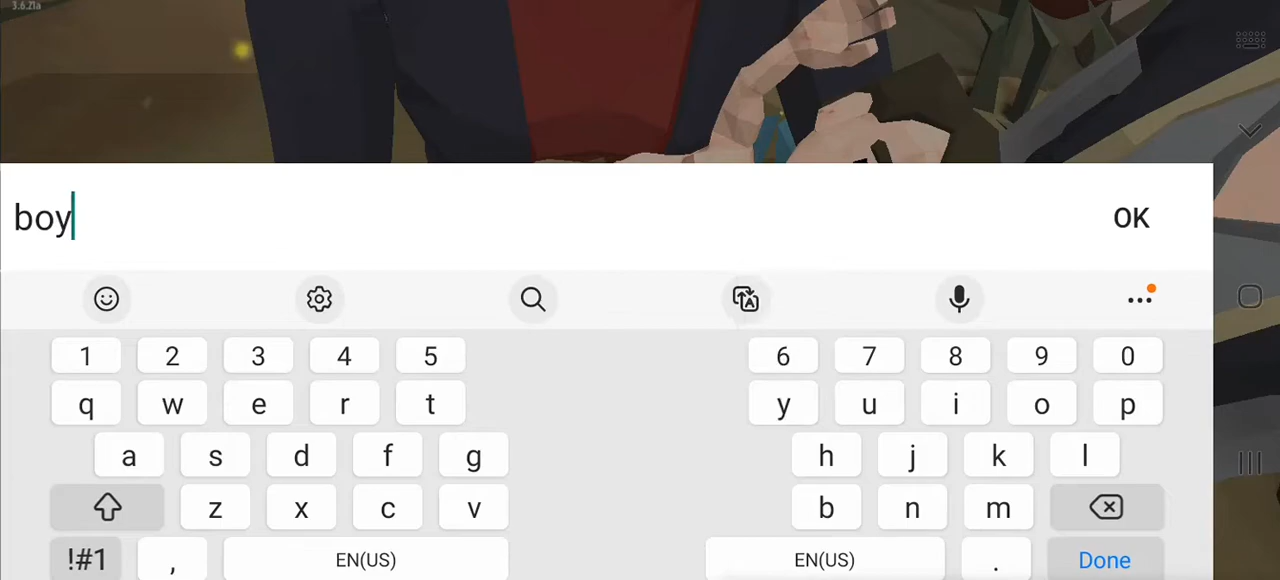 3.6.21a
boy
OK
1 2 3 4 5 6 7 8 9 0
q w e r t y u i o p
a s d f g h j k l
z x c v b n m
!#1 , EN(US) EN(US) . Done